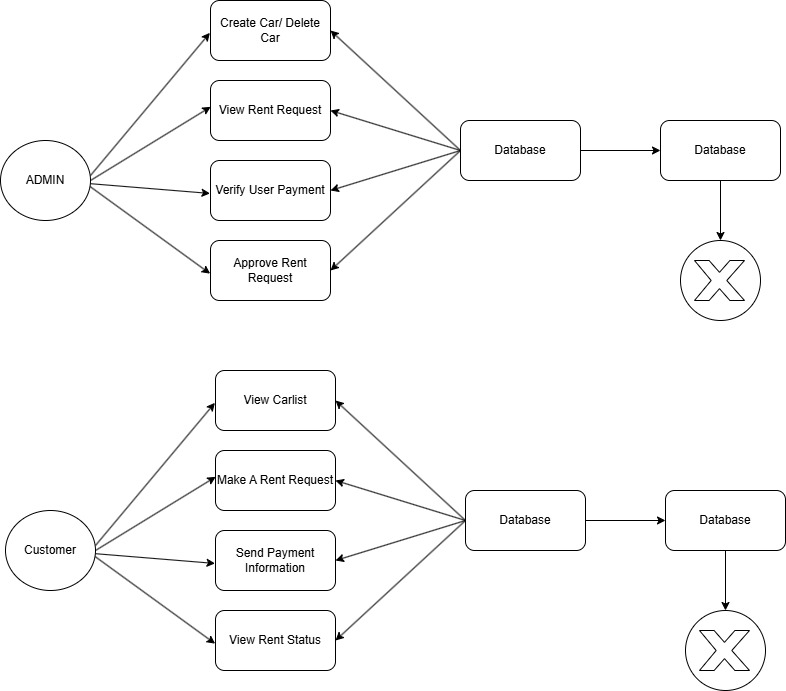 Create Car/ Delete
Car
View Rent Request
ADMIN
Database
Database
Verify User Payment
Approve Rent
Request
View Carlist
Make A Rent Request
Customer
Database
Database
Send Payment
Information
View Rent Status